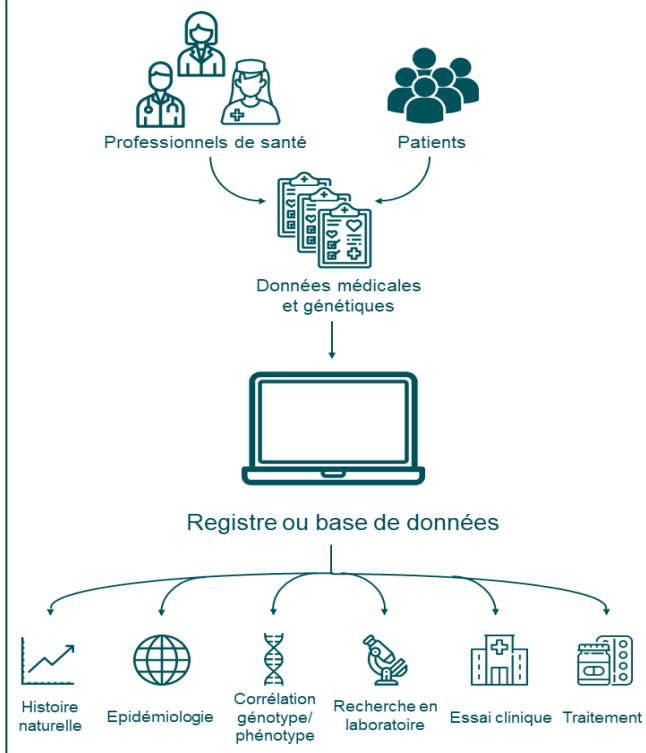 Professionnels de santé
Patients
Données médicales
et génétiques
Registre ou base de données
Histoire
naturelle
Epidémiologie
Corrélation
génotype/
phénotype
Recherche en
laboratoire
Essai clinique
Traitement